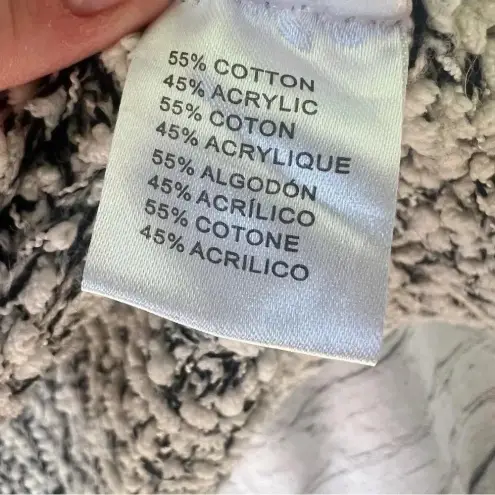 55% COTTON
45% ACRYLIC
55% COTON
45% ACRYLIQUE
55% ALGODÓN
45% ACRÍLICO
55% COTONE
45% ACRILICO